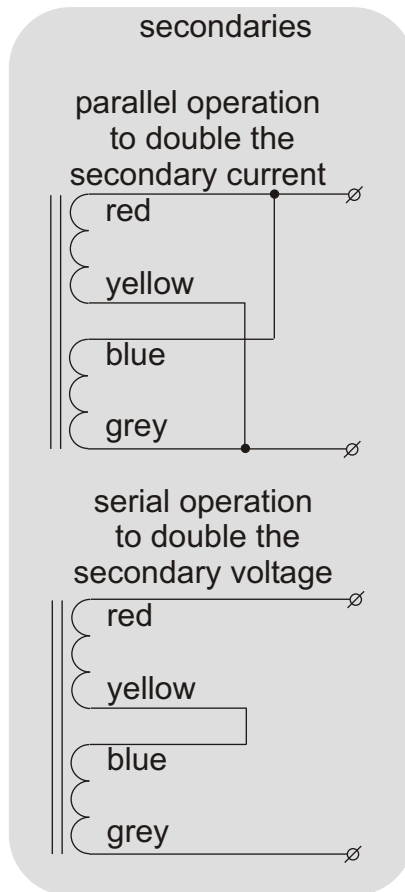 secondaries
parallel operation
to double the
secondary current
red
yellow
blue
grey
serial operation
to double the
secondary voltage
red
yellow
blue
grey